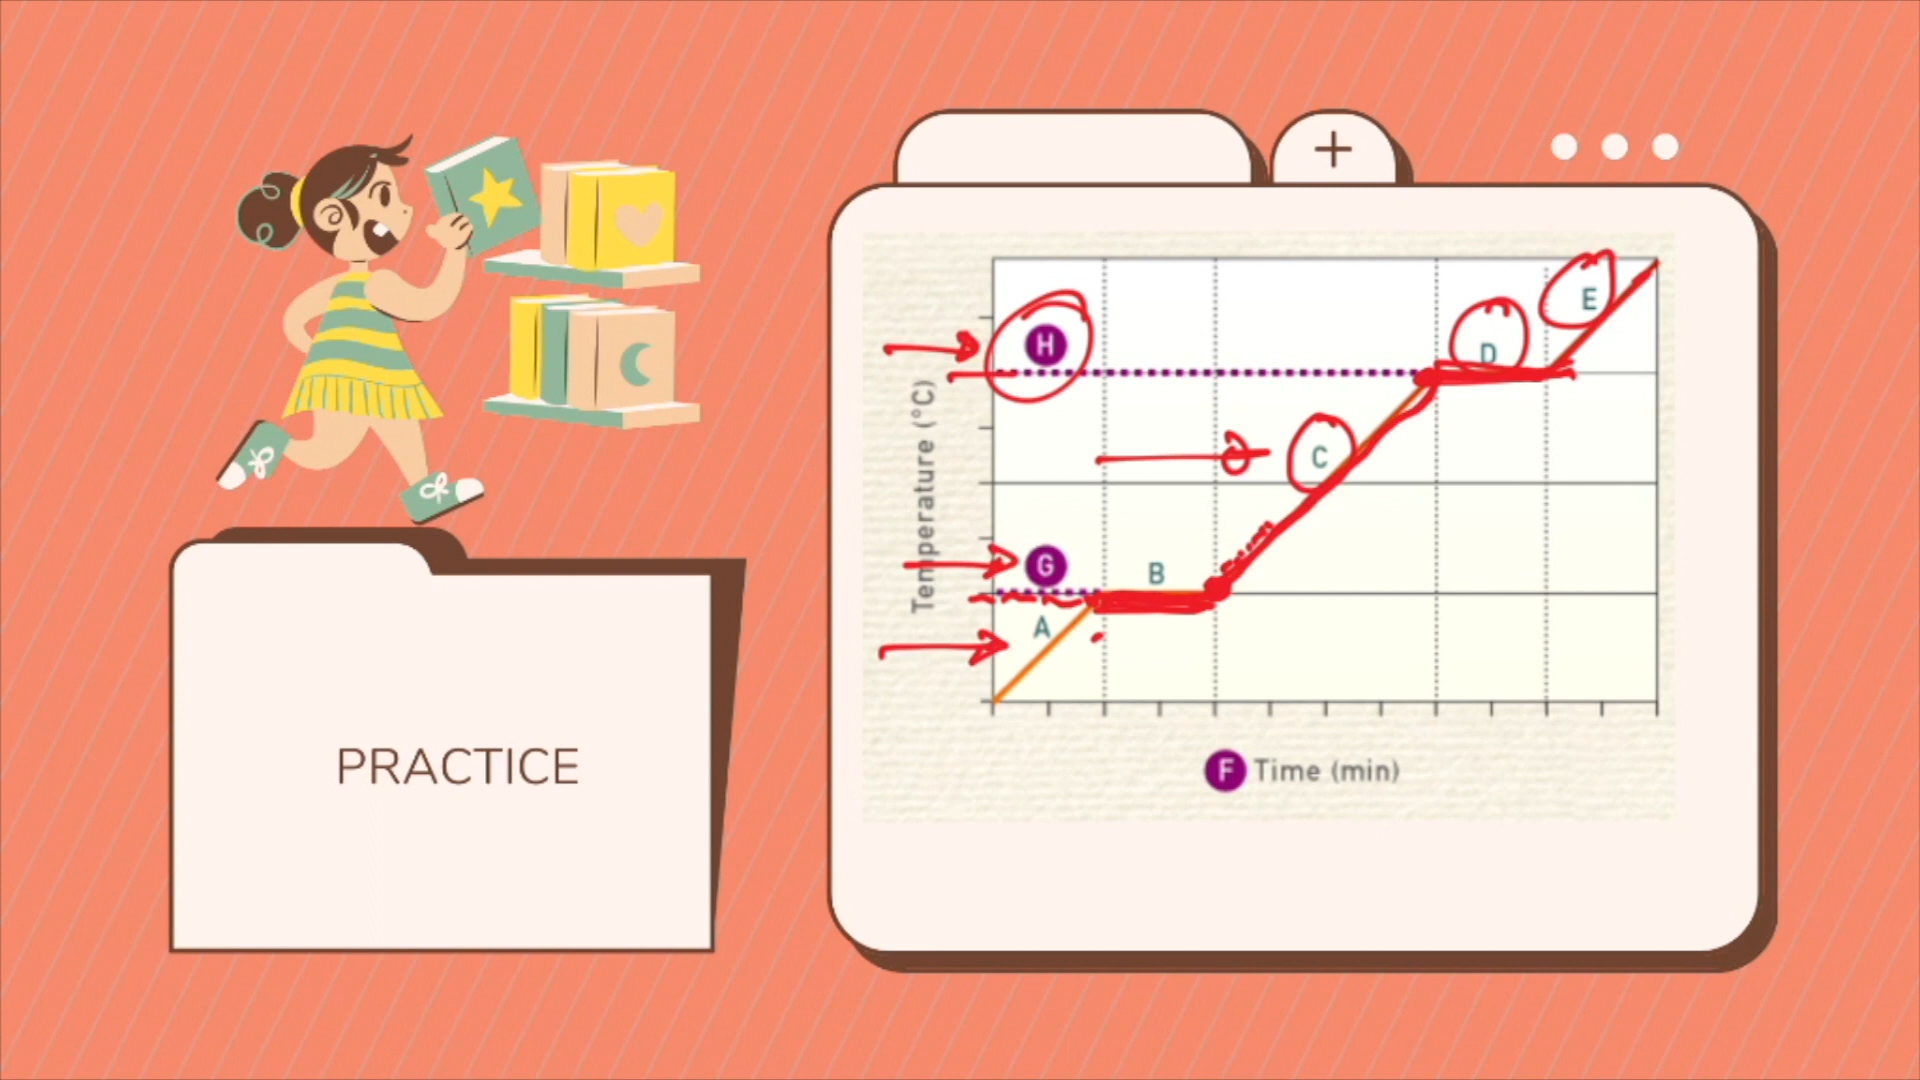 PRACTICE
+
Temperature (°C)
H
G
A
B
C
D
E
F Time (min)